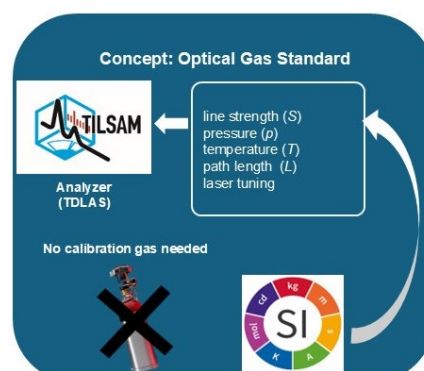 Concept: Optical Gas Standard
TILSAM
line strength (S)
pressure (p)
temperature (T)
path length (L)
laser tuning
Analyzer
(TDLAS)
No calibration gas needed
SI
kg
m
s
A
K
mol
cd